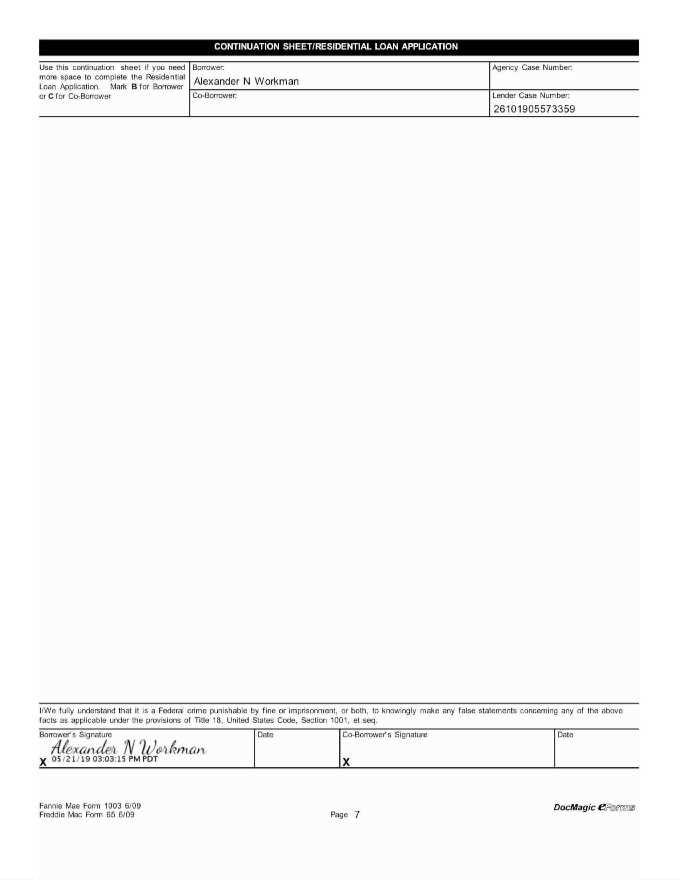 CONTINUATION SHEET/RESIDENTIAL LOAN APPLICATION
Use this continuation sheet if you need
more space to complete the Residential
Loan Application. Mark B for Borrower
or C for Co-Borrower
Borrower:
Alexander N Workman
Agency Case Number:
Co-Borrower:
Lender Case Number:
26101905573359
I/We fully understand that it is a Federal crime punishable by fine or imprisonment, or both, to knowingly make any false statements concerning any of the above
facts as applicable under the provisions of Title 18, United States Code, Section 1001, et seq.
Borrower's Signature
Alexander N Workman
X 05/21/19 03:03:15 PM PDT
Date
Co-Borrower's Signature
X
Date
Fannie Mae Form 1003 6/09
Freddie Mac Form 65 6/09
Page 7
DocMagic eForms